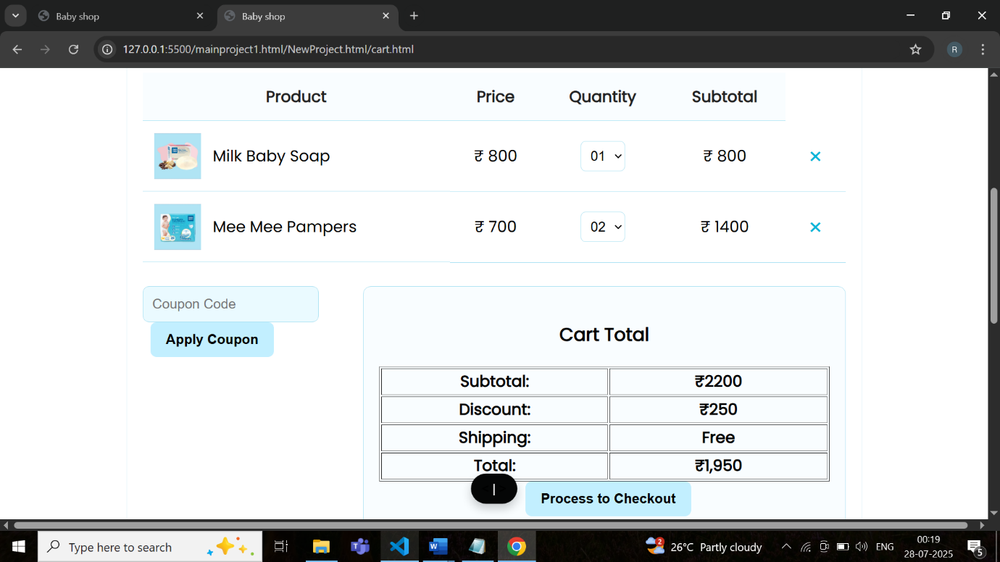 Baby shop
Baby shop
127.0.0.1:5500/mainproject1.html/NewProject.html/cart.html
R
Product Price Quantity Subtotal
Milk Baby Soap ₹ 800 01 ₹ 800
Mee Mee Pampers ₹ 700 02 ₹ 1400
Coupon Code
Apply Coupon
Cart Total
Subtotal: ₹2200
Discount: ₹250
Shipping: Free
Total: ₹1,950
Process to Checkout
Type here to search
2
26°C Partly cloudy
ENG
00:19
28-07-2025
5